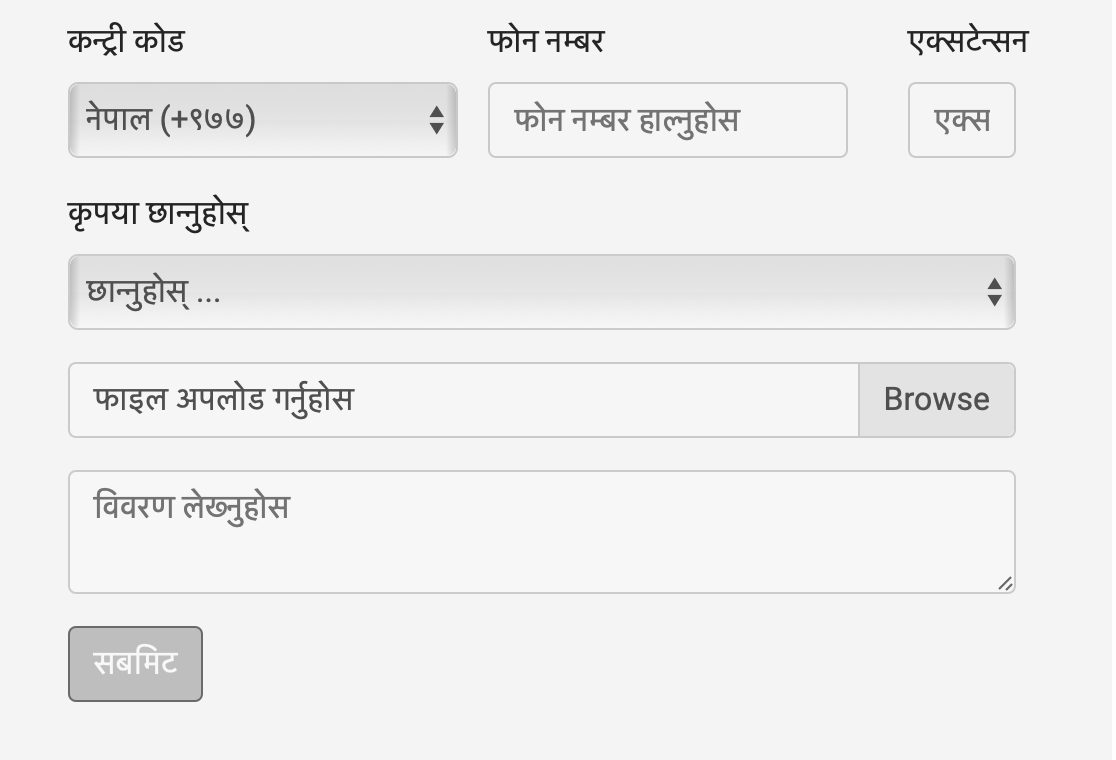 कन्ट्री कोड फोन नम्बर एक्सटेन्सन
नेपाल (+९७७) फोन नम्बर हाल्नुहोस एक्स
कृपया छान्नुहोस्
छान्नुहोस् ...
फाइल अपलोड गर्नुहोस Browse
विवरण लेख्नुहोस
सबमिट